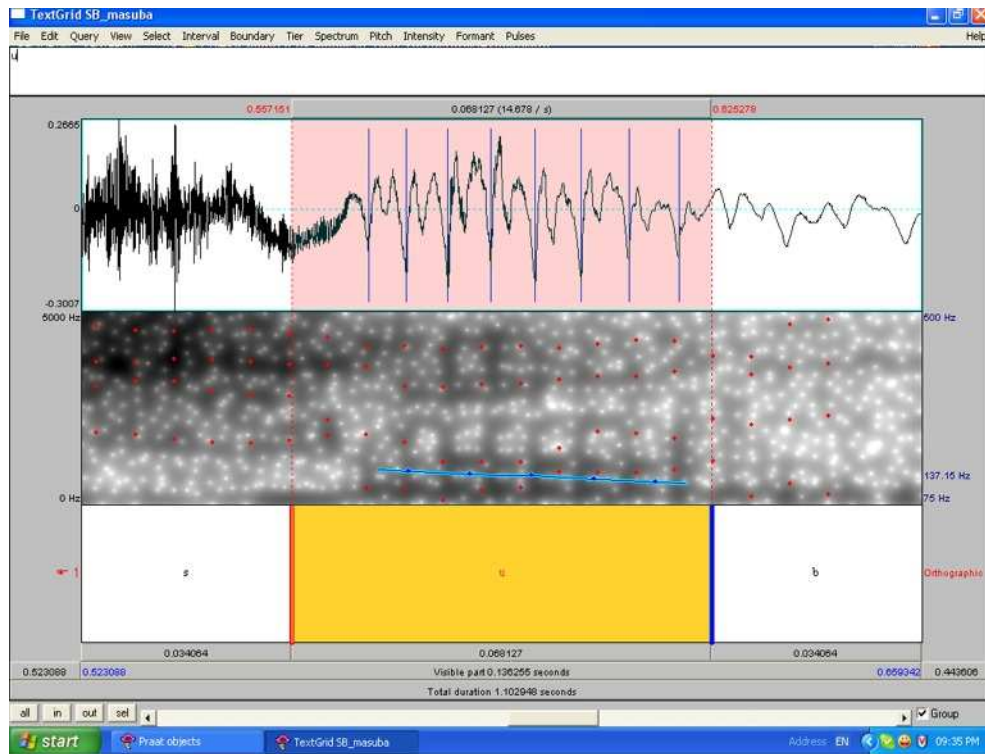 TextGrid SB_masuba
File Edit Query View Select Interval Boundary Tier Spectrum Pitch Intensity Formant Pulses Help
u
0.557151 0.068127 (14.678 / s) 0.625278
0.2665
0
-0.3007
5000 Hz 500 Hz
137.15 Hz
0 Hz 75 Hz
1 s u b Orthographic
0.034064 0.068127 0.034064
0.523088 0.523088 Visible part 0.136255 seconds 0.659342 0.443606
Total duration 1.102948 seconds
all in out sel Group
start Praat objects TextGrid SB_masuba Address EN 09:35 PM